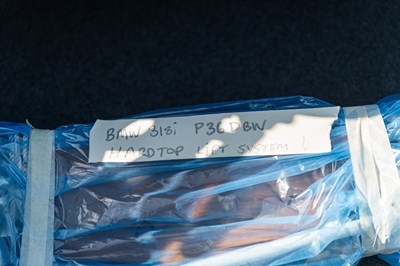 BMW 318i P36DBW
HARDTOP LIFT SYSTEM